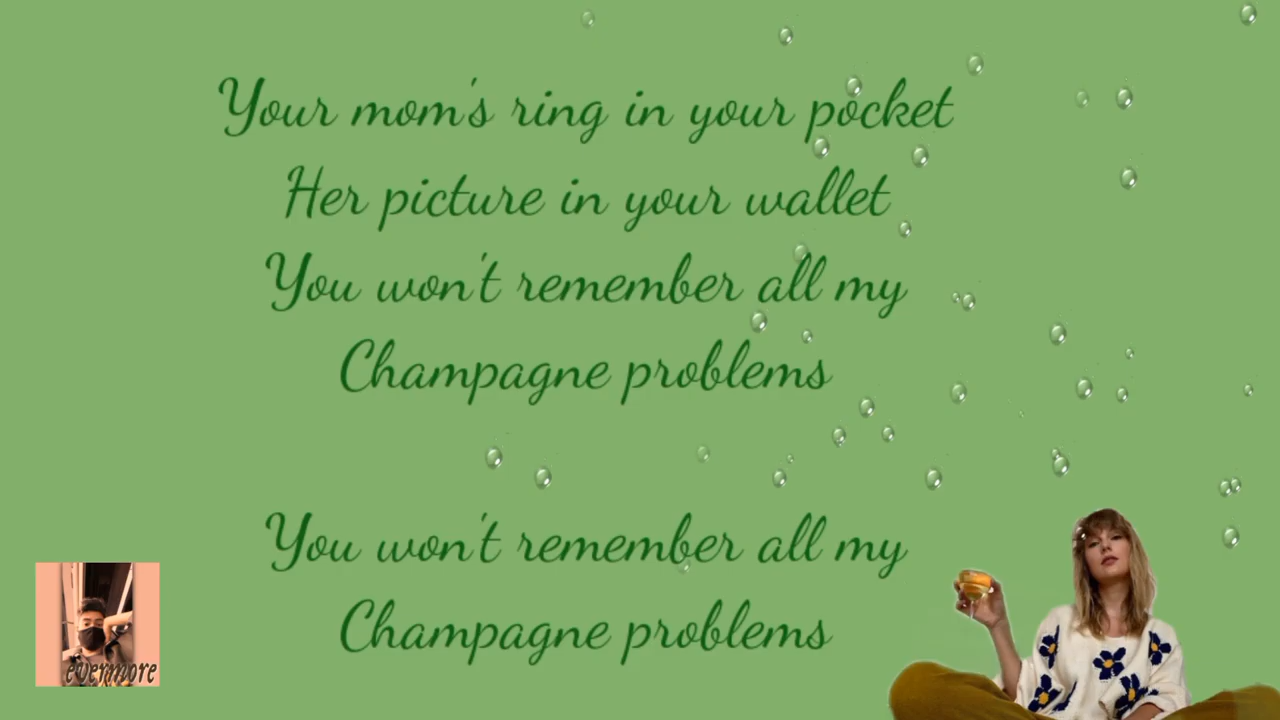 Your mom's ring in your pocket
Her picture in your wallet
You won't remember all my
Champagne problems
You won't remember all my
Champagne problems
evermore